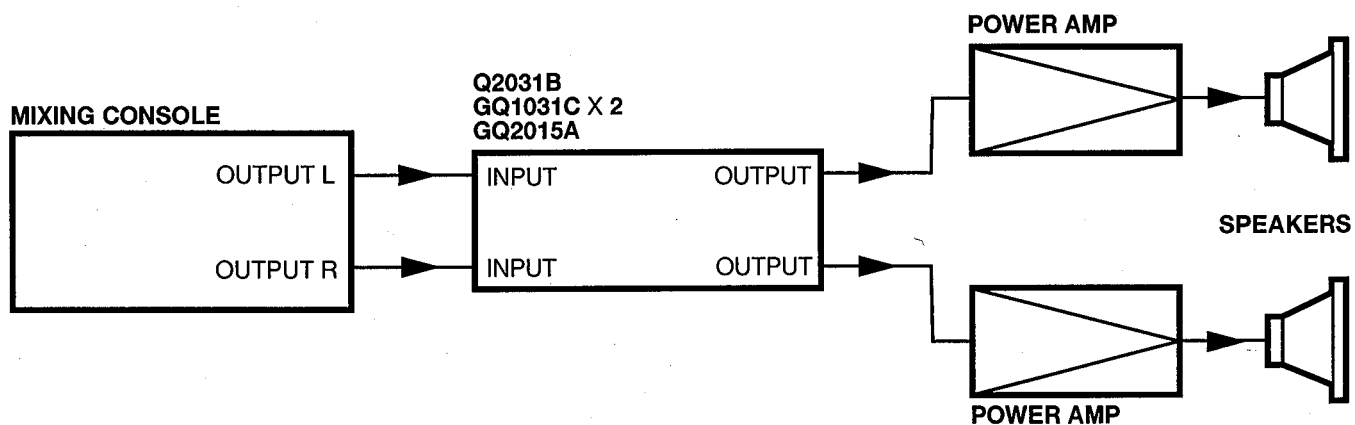 POWER AMP
Q2031B
GQ1031C X 2
GQ2015A
MIXING CONSOLE
OUTPUT L
INPUT
OUTPUT
SPEAKERS
OUTPUT R
INPUT
OUTPUT
POWER AMP